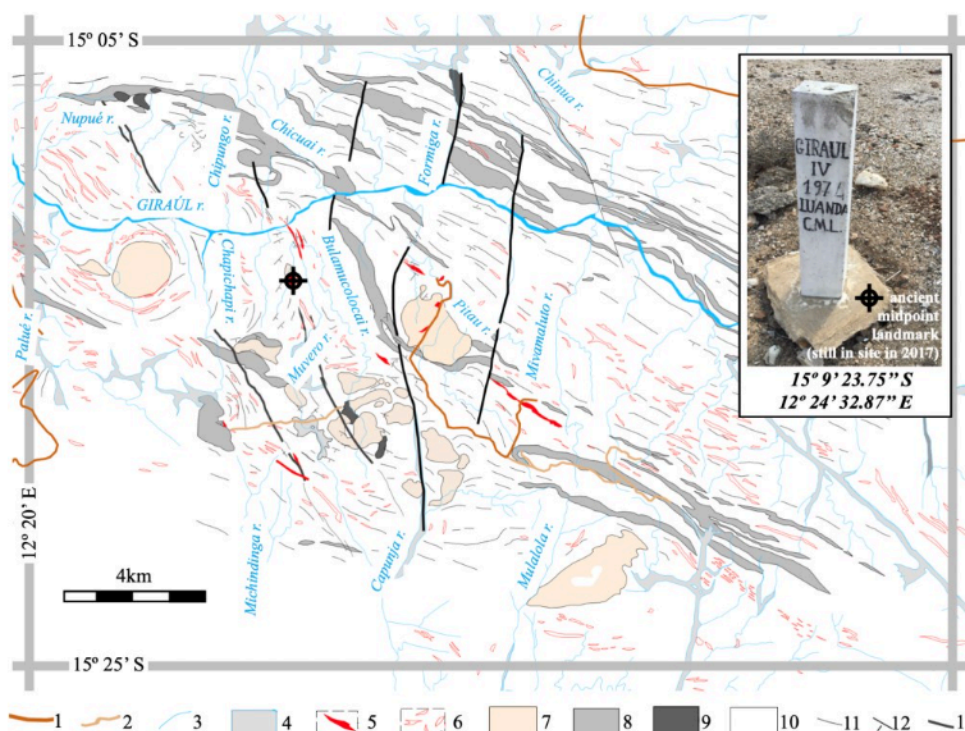 15º 05' S
Nupué r.
Chipungo r.
Chicuai r.
Formiga r.
Chinua r.
GIRAÚL r.
Chapichapi r.
Bulamucolocai r.
Pitau r.
Mivamaluto r.
Palué r.
Muvero r.
12º 20' E
4km
Michindinga r.
Capunja r.
Mulalola r.
15º 25' S
GIRAUL
IV
1974
LUANDA
C.M.L.
ancient
midpoint
landmark
(still in site in 2017)
15º 9' 23.75'' S
12º 24' 32.87'' E
1 2 3 4 5 6 7 8 9 10 11 12 1